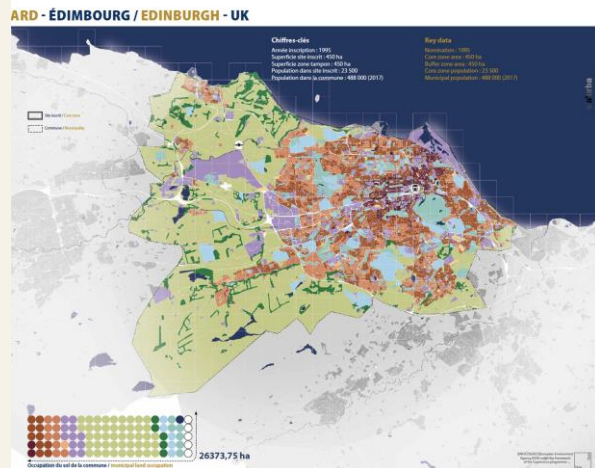 ARD - ÉDIMBOURG / EDINBURGH - UK
Chiffres-clés
Année inscription : 1995
Superficie site inscrit : 450 ha
Superficie zone tampon : 450 ha
Population dans site inscrit : 23 500
Population dans la commune : 488 000 (2017)
Key data
Nomination : 1995
Core zone area : 450 ha
Buffer zone area : 450 ha
Core zone population : 23 500
Municipal population : 488 000 (2017)
Commune / Municipality
26373,75 ha
Occupation du sol de la commune / municipal land occupation